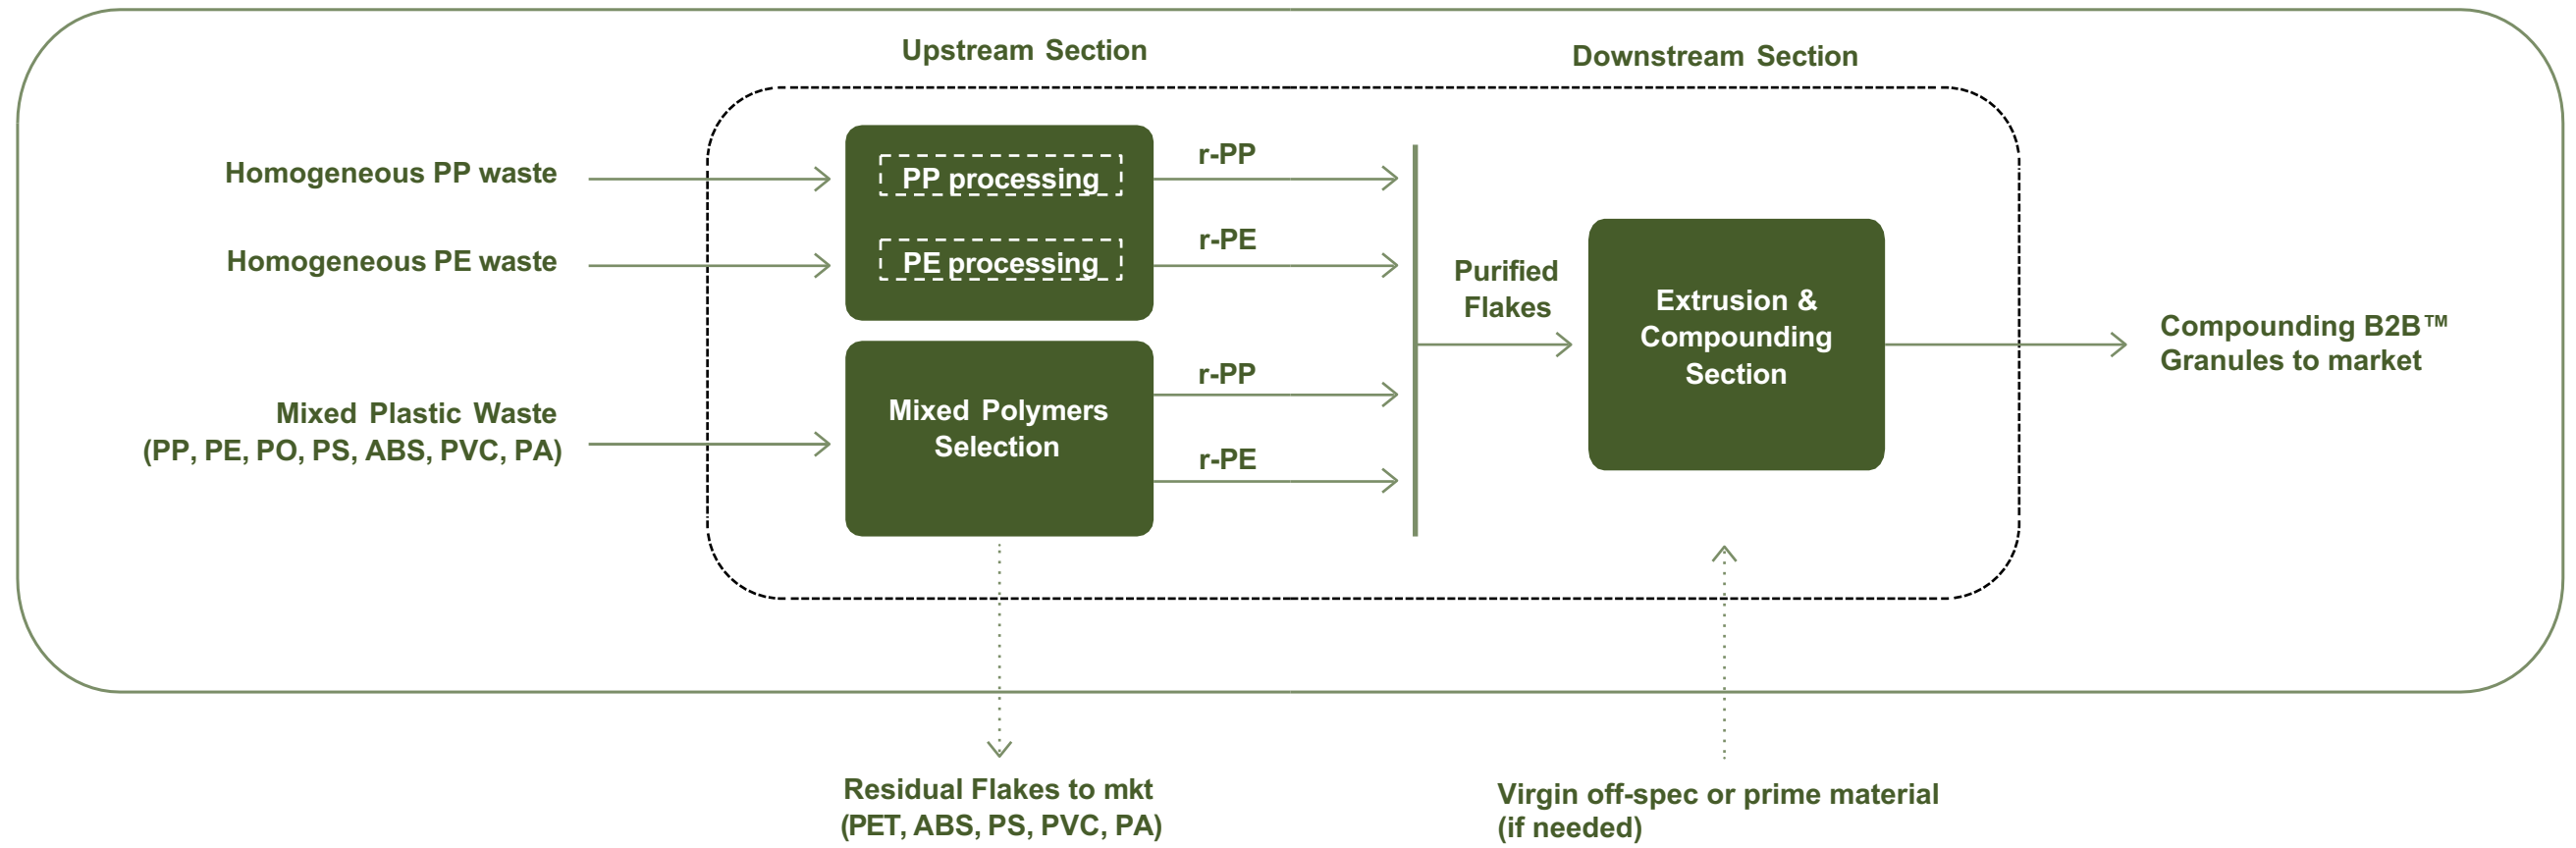 Upstream Section
Downstream Section
Homogeneous PP waste
PP processing
r-PP
Homogeneous PE waste
PE processing
r-PE
Purified
Flakes
Extrusion &
Compounding
Section
Compounding B2B™
Granules to market
Mixed Plastic Waste
(PP, PE, PO, PS, ABS, PVC, PA)
Mixed Polymers
Selection
r-PP
r-PE
Residual Flakes to mkt
(PET, ABS, PS, PVC, PA)
Virgin off-spec or prime material
(if needed)